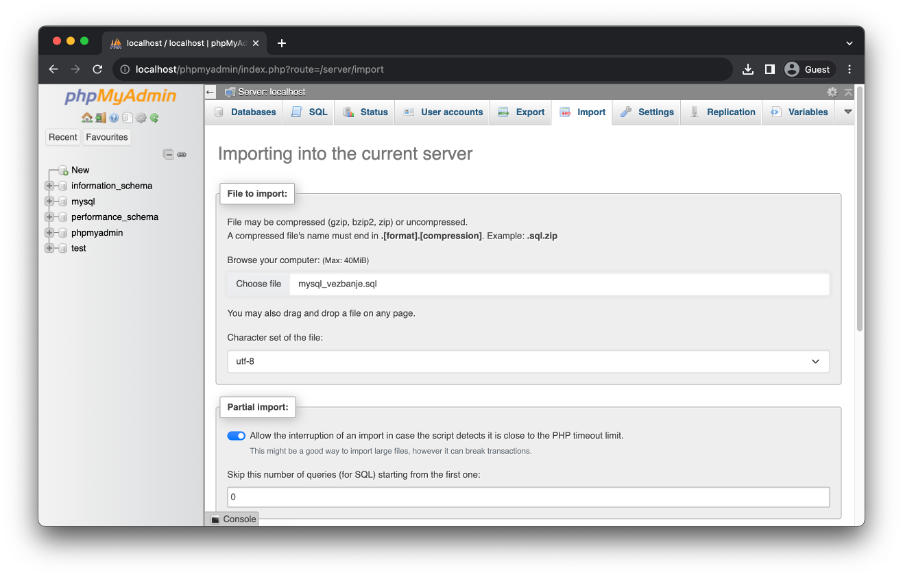 localhost / localhost | phpMyAd
localhost/phpmyadmin/index.php?route=/server/import
Guest
phpMyAdmin
Recent Favourites
New
information_schema
mysql
performance_schema
phpmyadmin
test
Server: localhost
Databases SQL Status User accounts Export Import Settings Replication Variables
Importing into the current server
File to import:
File may be compressed (gzip, bzip2, zip) or uncompressed.
A compressed file's name must end in .[format].[compression]. Example: .sql.zip
Browse your computer: (Max: 40MiB)
Choose file mysql_vezbanje.sql
You may also drag and drop a file on any page.
Character set of the file:
utf-8
Partial import:
Allow the interruption of an import in case the script detects it is close to the PHP timeout limit.
This might be a good way to import large files, however it can break transactions.
Skip this number of queries (for SQL) starting from the first one:
0
Console